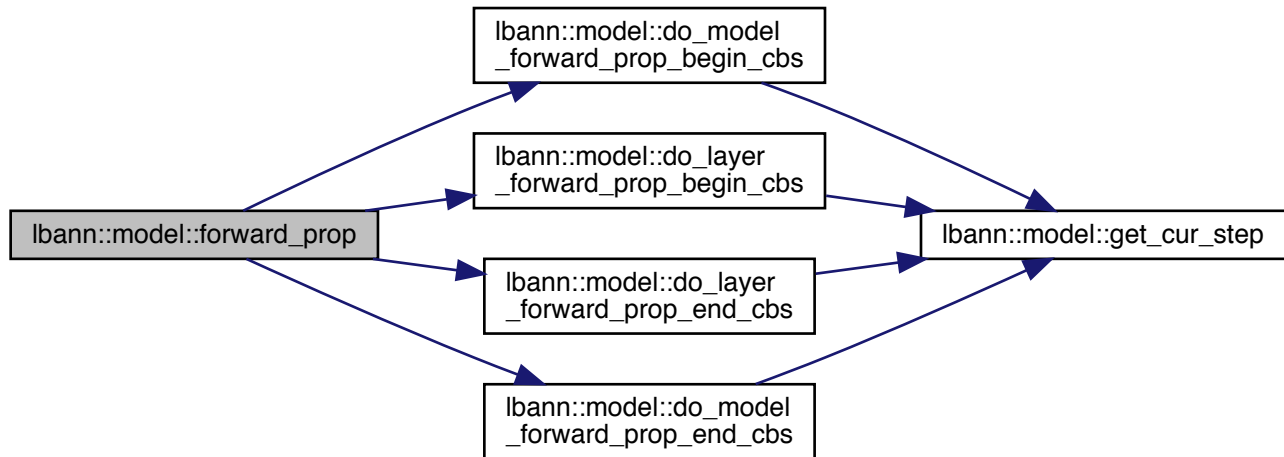 lbann::model::do_model
_forward_prop_begin_cbs
lbann::model::do_layer
_forward_prop_begin_cbs
lbann::model::forward_prop
lbann::model::get_cur_step
lbann::model::do_layer
_forward_prop_end_cbs
lbann::model::do_model
_forward_prop_end_cbs